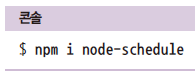 콘솔
$ npm i node-schedule